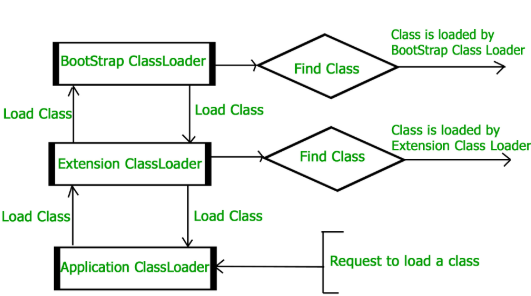 Class is loaded by
BootStrap Class Loader
BootStrap ClassLoader
Find Class
Load Class
Load Class
Class is loaded by
Extension Class Loader
Extension ClassLoader
Find Class
Load Class
Load Class
Request to load a class
Application ClassLoader